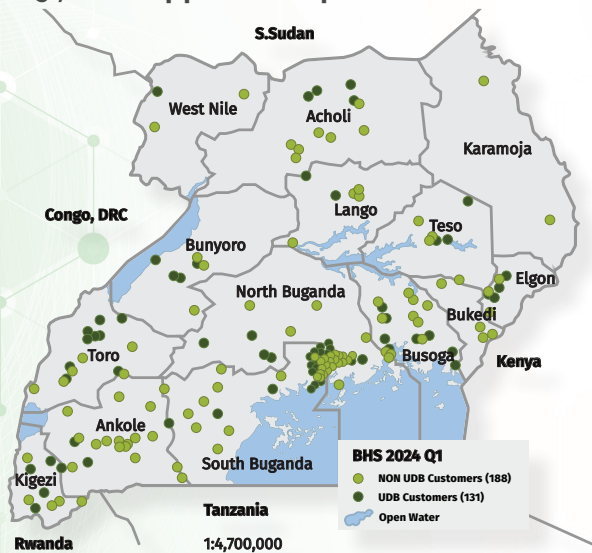 S.Sudan
West Nile
Acholi
Karamoja
Congo, DRC
Lango
Teso
Bunyoro
Elgon
North Buganda
Bukedi
Toro
Busoga
Kenya
Ankole
South Buganda
Kigezi
BHS 2024 Q1
NON UDB Customers (188)
UDB Customers (131)
Open Water
Tanzania
Rwanda
1:4,700,000